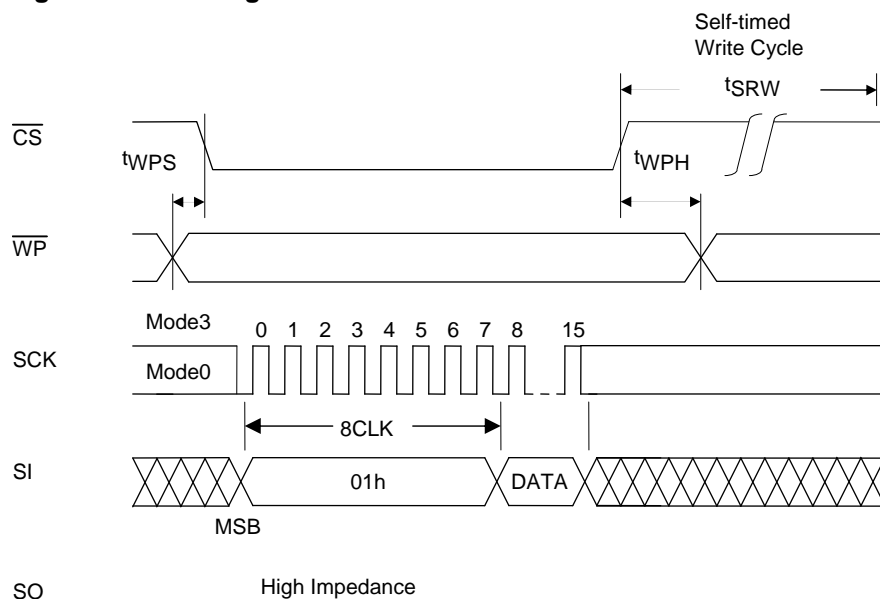 Self-timed
Write Cycle
tSRW
CS
tWPS
tWPH
WP
Mode3
0 1 2 3 4 5 6 7 8 15
SCK
Mode0
8CLK
SI
01h
DATA
MSB
SO
High Impedance